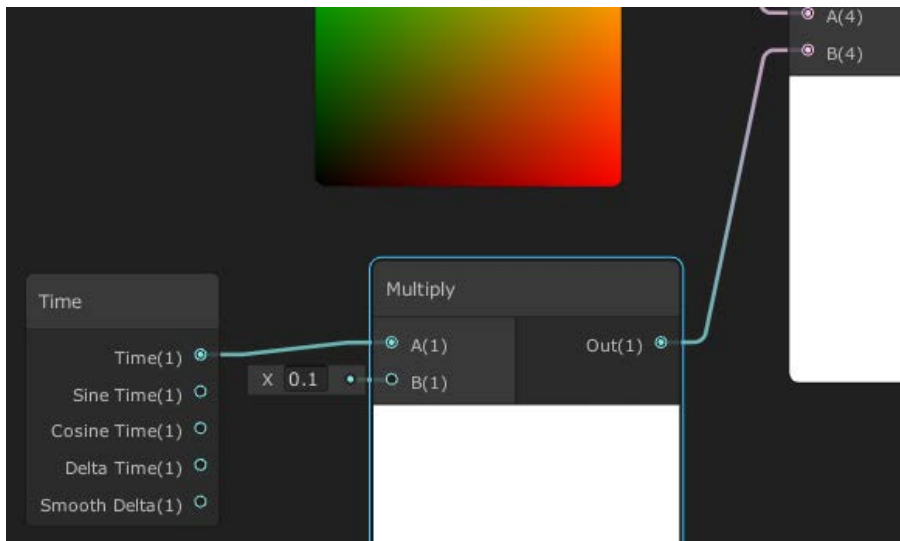 A(4)
B(4)
Time
Time(1)
Sine Time(1)
Cosine Time(1)
Delta Time(1)
Smooth Delta(1)
X 0.1
Multiply
A(1)
B(1)
Out(1)